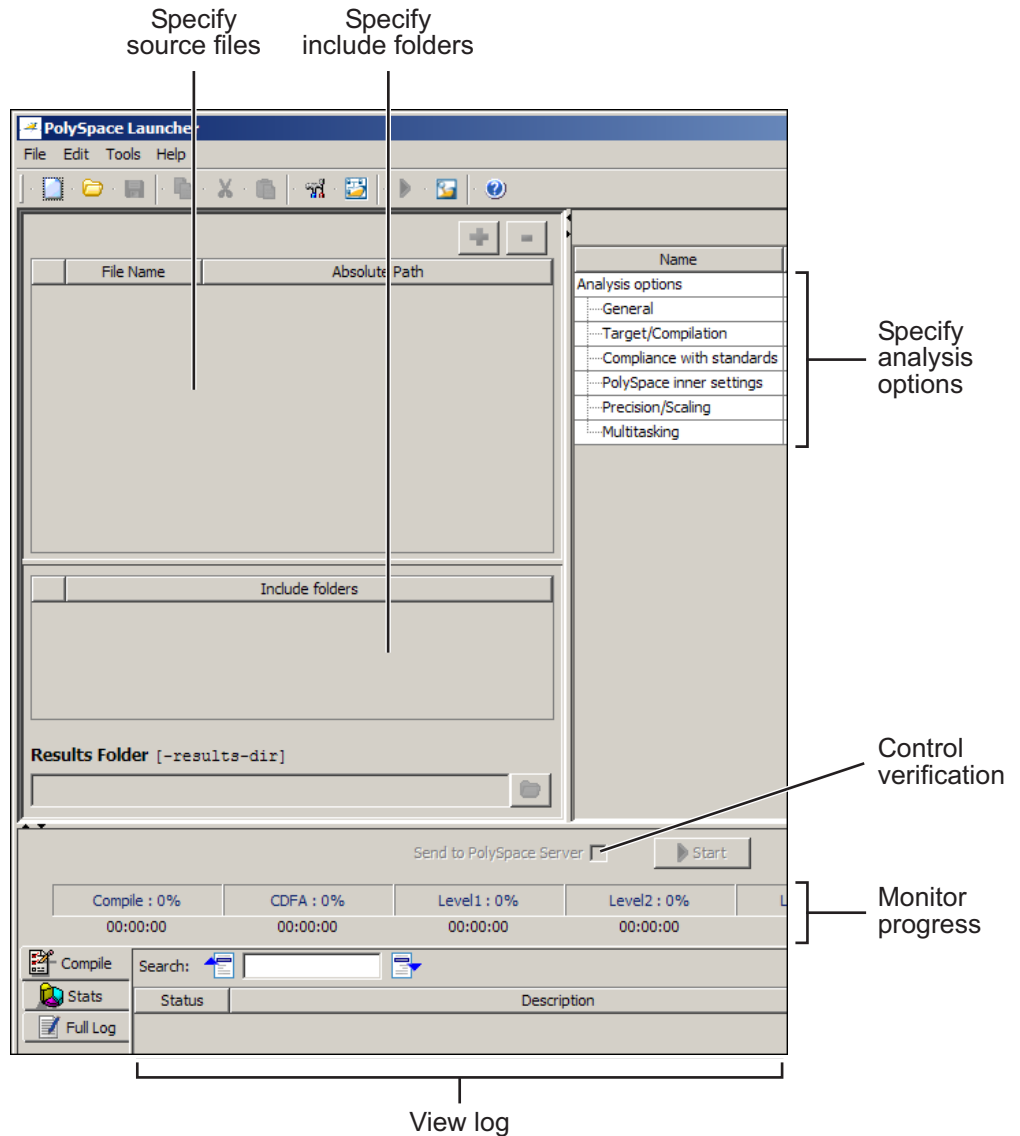 Specify
source files
Specify
include folders
PolySpace Launcher
File Edit Tools Help
Name
File Name Absolute Path
Analysis options
General
Target/Compilation
Compliance with standards
PolySpace inner settings
Precision/Scaling
Multitasking
Specify
analysis
options
Include folders
Results Folder [-results-dir]
Control
verification
Send to PolySpace Server Start
Compile : 0% CDFA : 0% Level1 : 0% Level2 : 0% L
00:00:00 00:00:00 00:00:00 00:00:00
Monitor
progress
Compile Search:
Stats Status Description
Full Log
View log